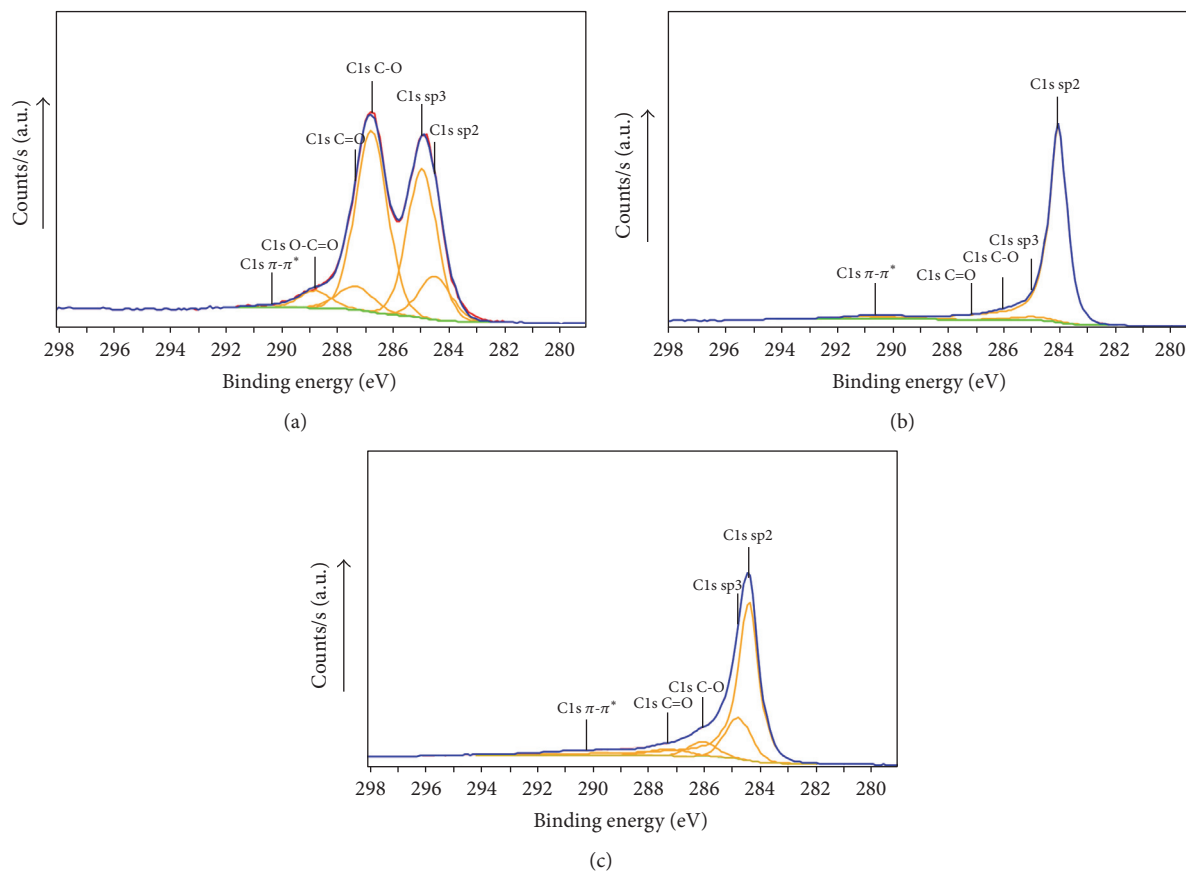 C1s C-O
C1s sp3
C1s sp2
C1s C=O
C1s O-C=O
C1s π-π*
Counts/s (a.u.)
298 296 294 292 290 288 286 284 282 280
Binding energy (eV)
(a)
C1s sp2
C1s sp3
C1s C-O
C1s C=O
C1s π-π*
Counts/s (a.u.)
298 296 294 292 290 288 286 284 282 280
Binding energy (eV)
(b)
C1s sp2
C1s sp3
C1s C-O
C1s C=O
C1s π-π*
Counts/s (a.u.)
298 296 294 292 290 288 286 284 282 280
Binding energy (eV)
(c)